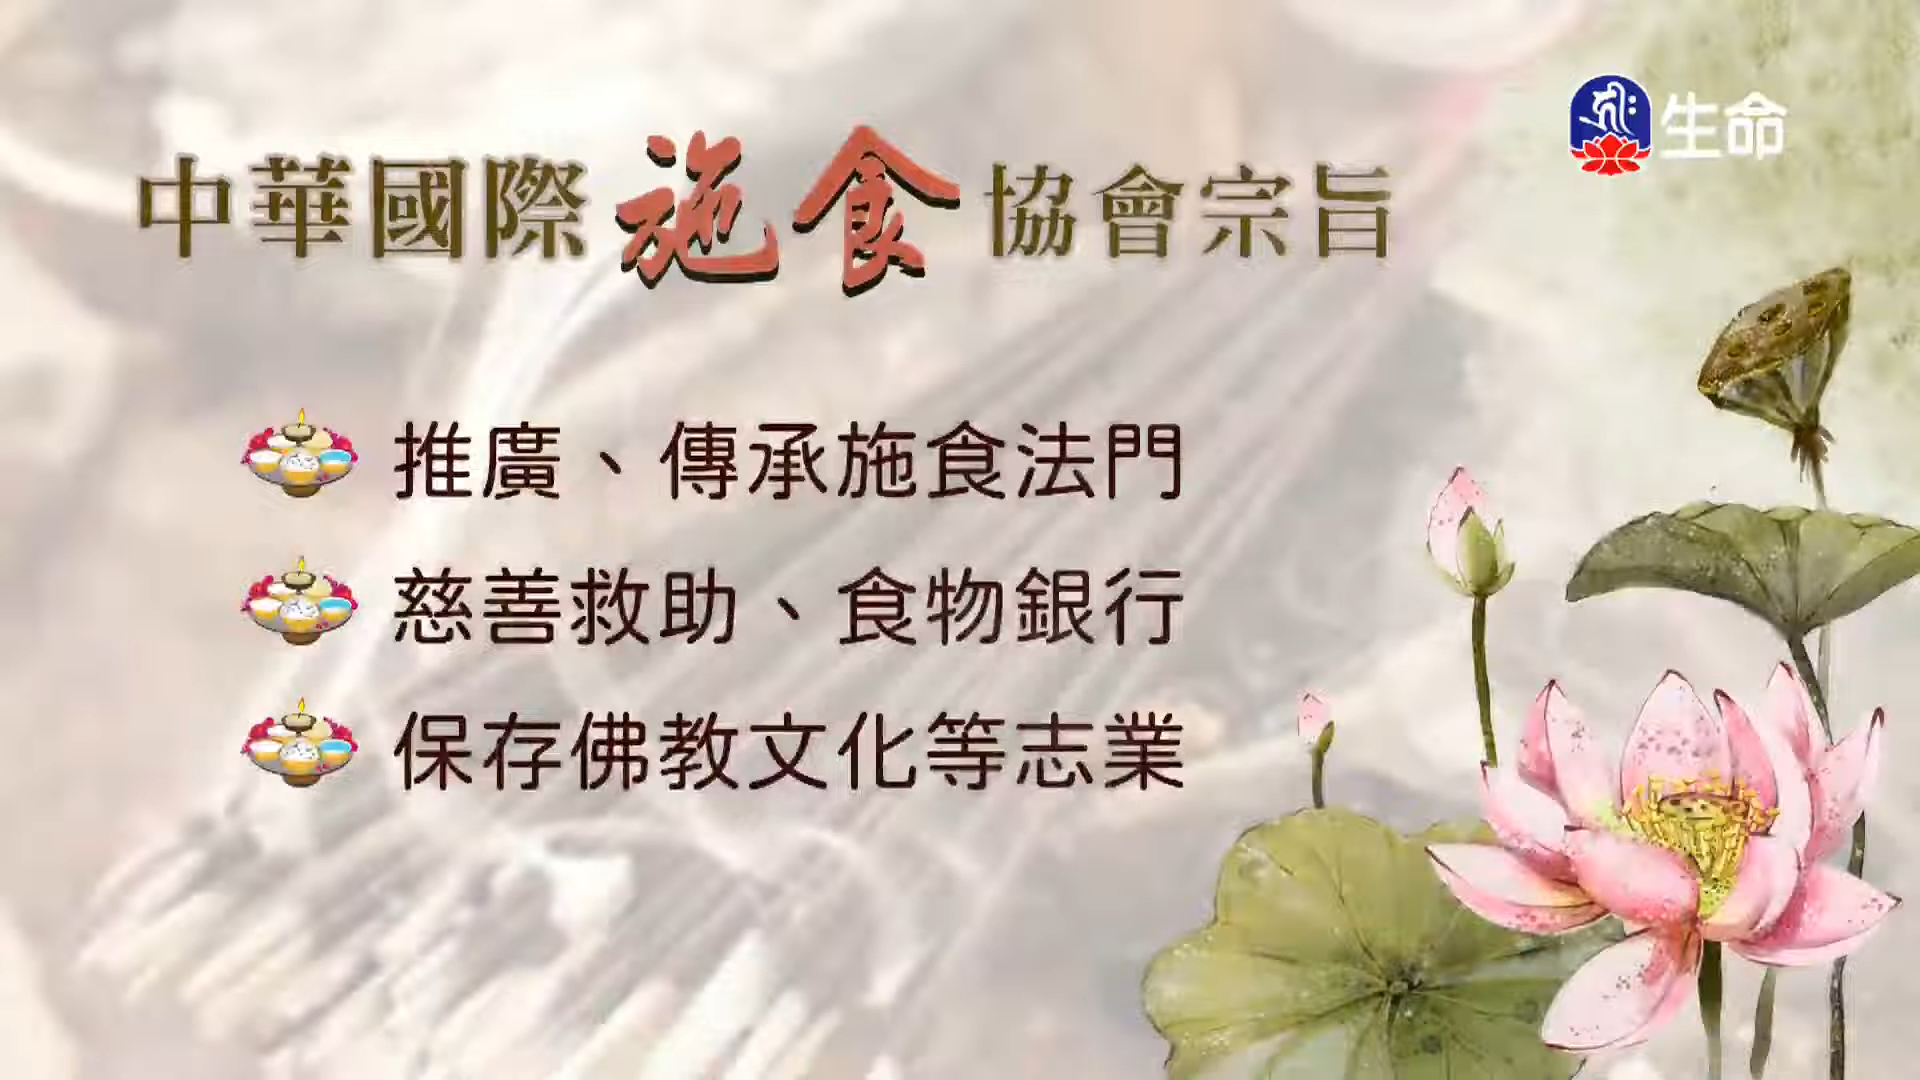 生命
中華國際施食協會宗旨
推廣、傳承施食法門
慈善救助、食物銀行
保存佛教文化等志業